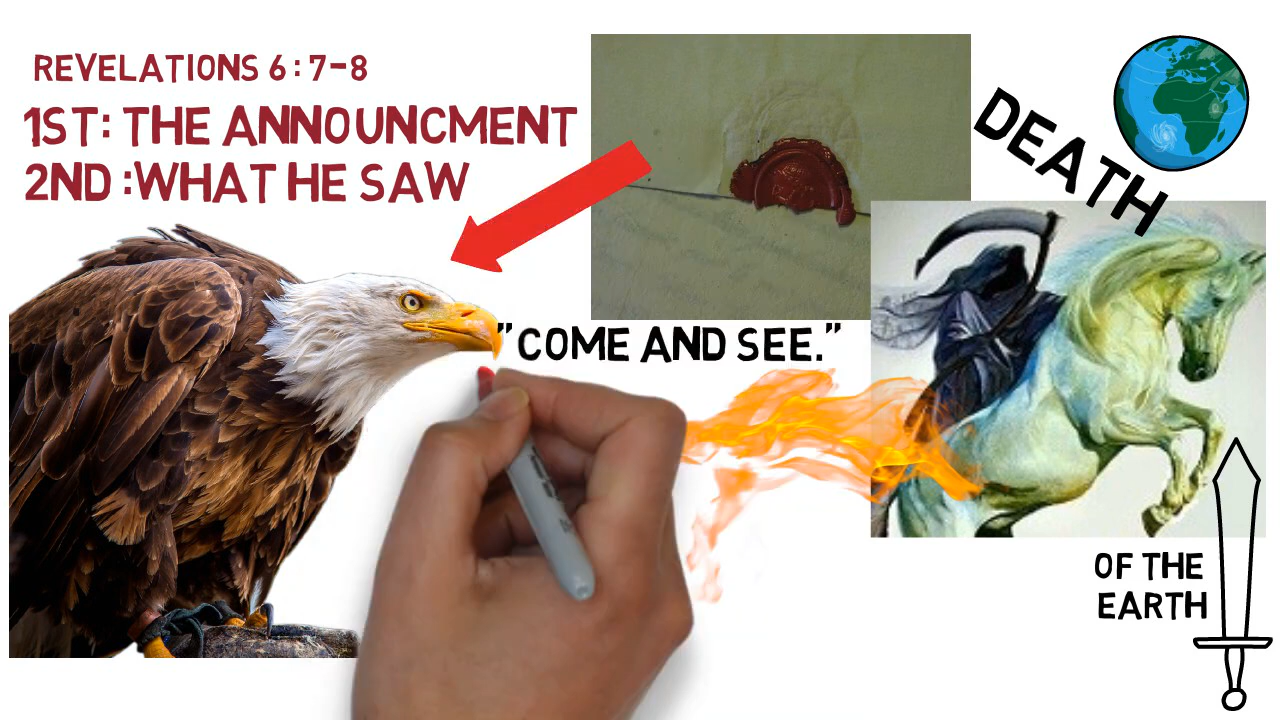 REVELATIONS 6:7-8
1ST: THE ANNOUNCMENT
2ND :WHAT HE SAW
DEATH
"COME AND SEE."
OF THE
EARTH